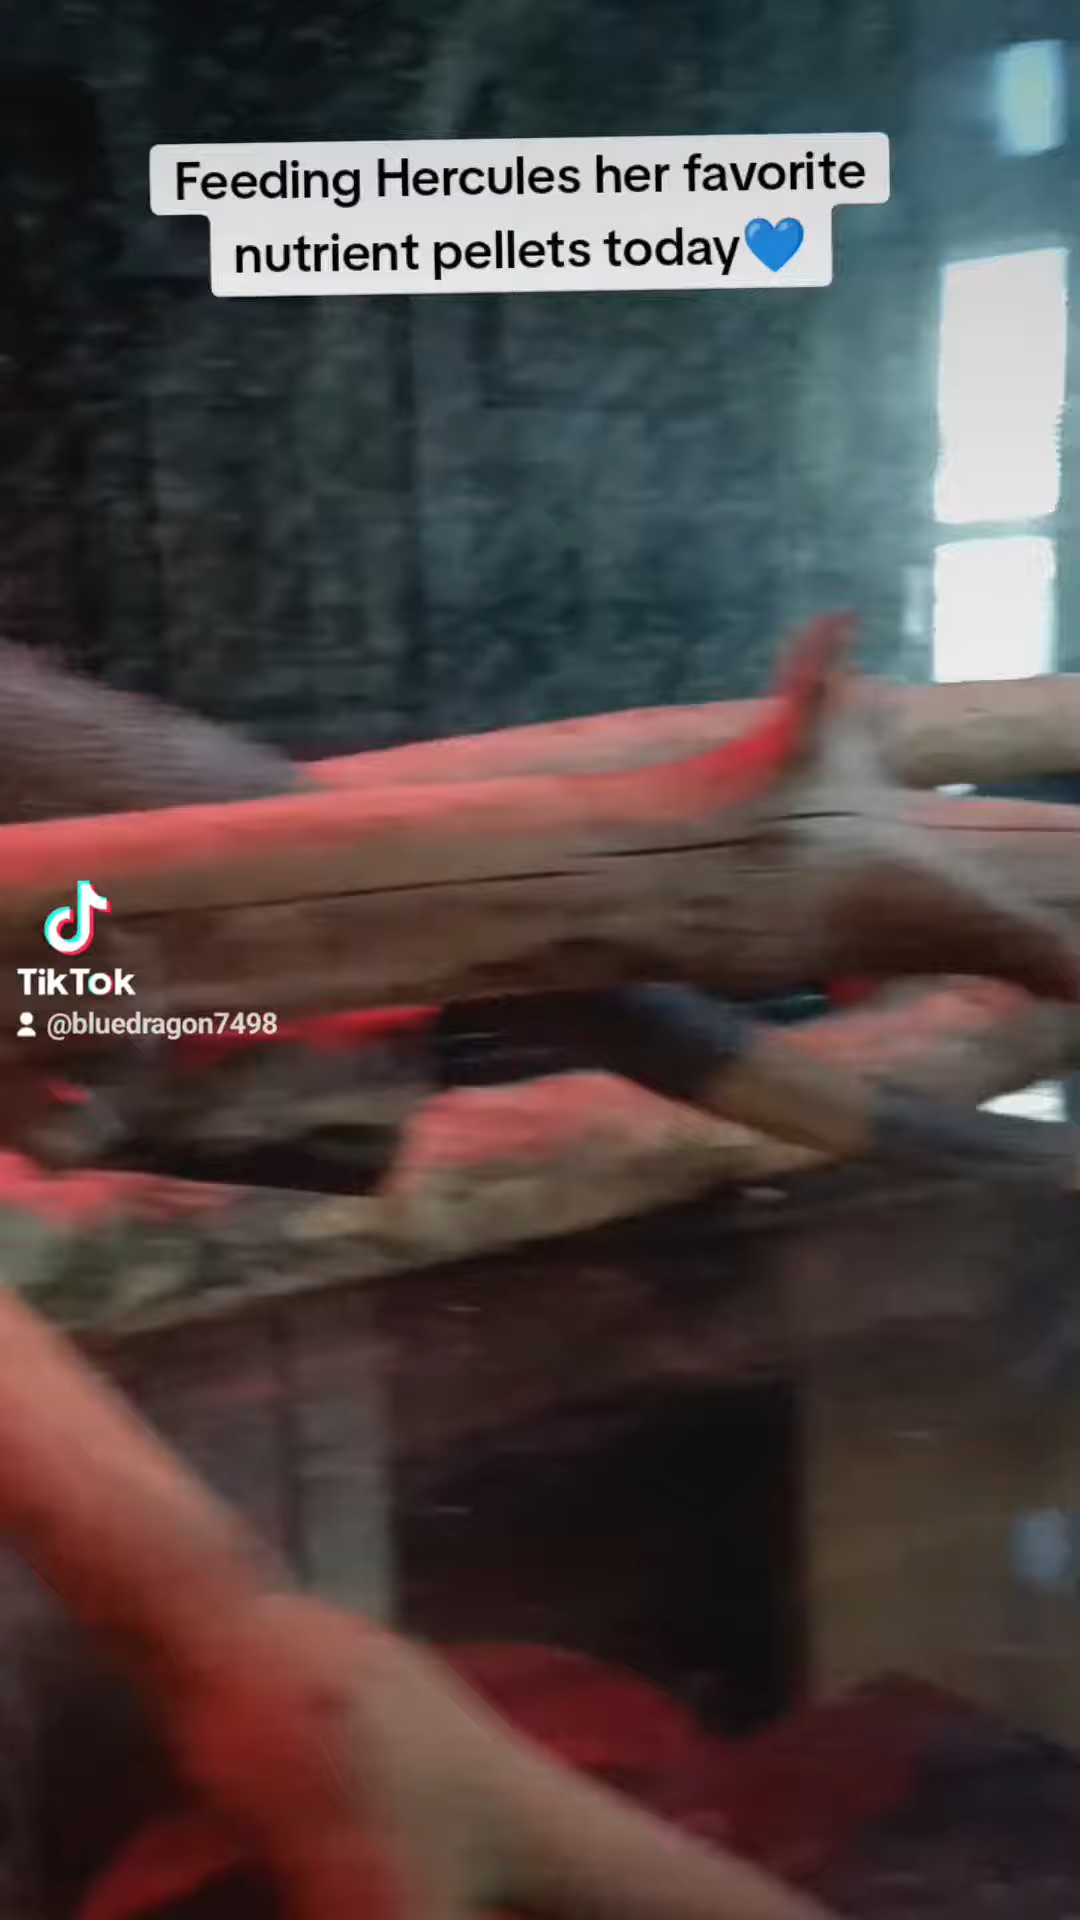 Feeding Hercules her favorite
nutrient pellets today💙
TikTok
@bluedragon7498